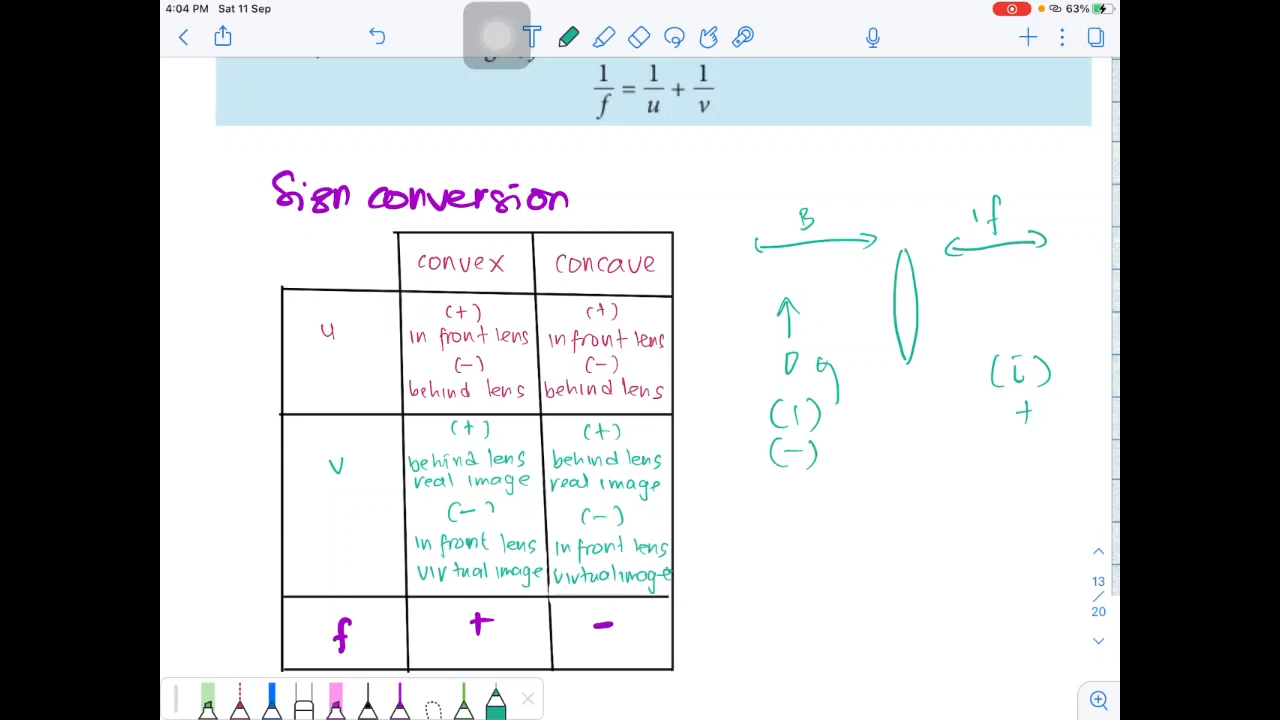 4:04 PM Sat 11 Sep
63%
1/f = 1/u + 1/v
Sign conversion
convex
concave
u
(+)
in front lens
(-)
behind lens
(+)
in front lens
(-)
behind lens
v
(+)
behind lens
real image
(-)
in front lens
virtual image
(+)
behind lens
real image
(-)
in front lens
virtual image
f
+
-
B
O
(i)
+
(-)
13
/
20